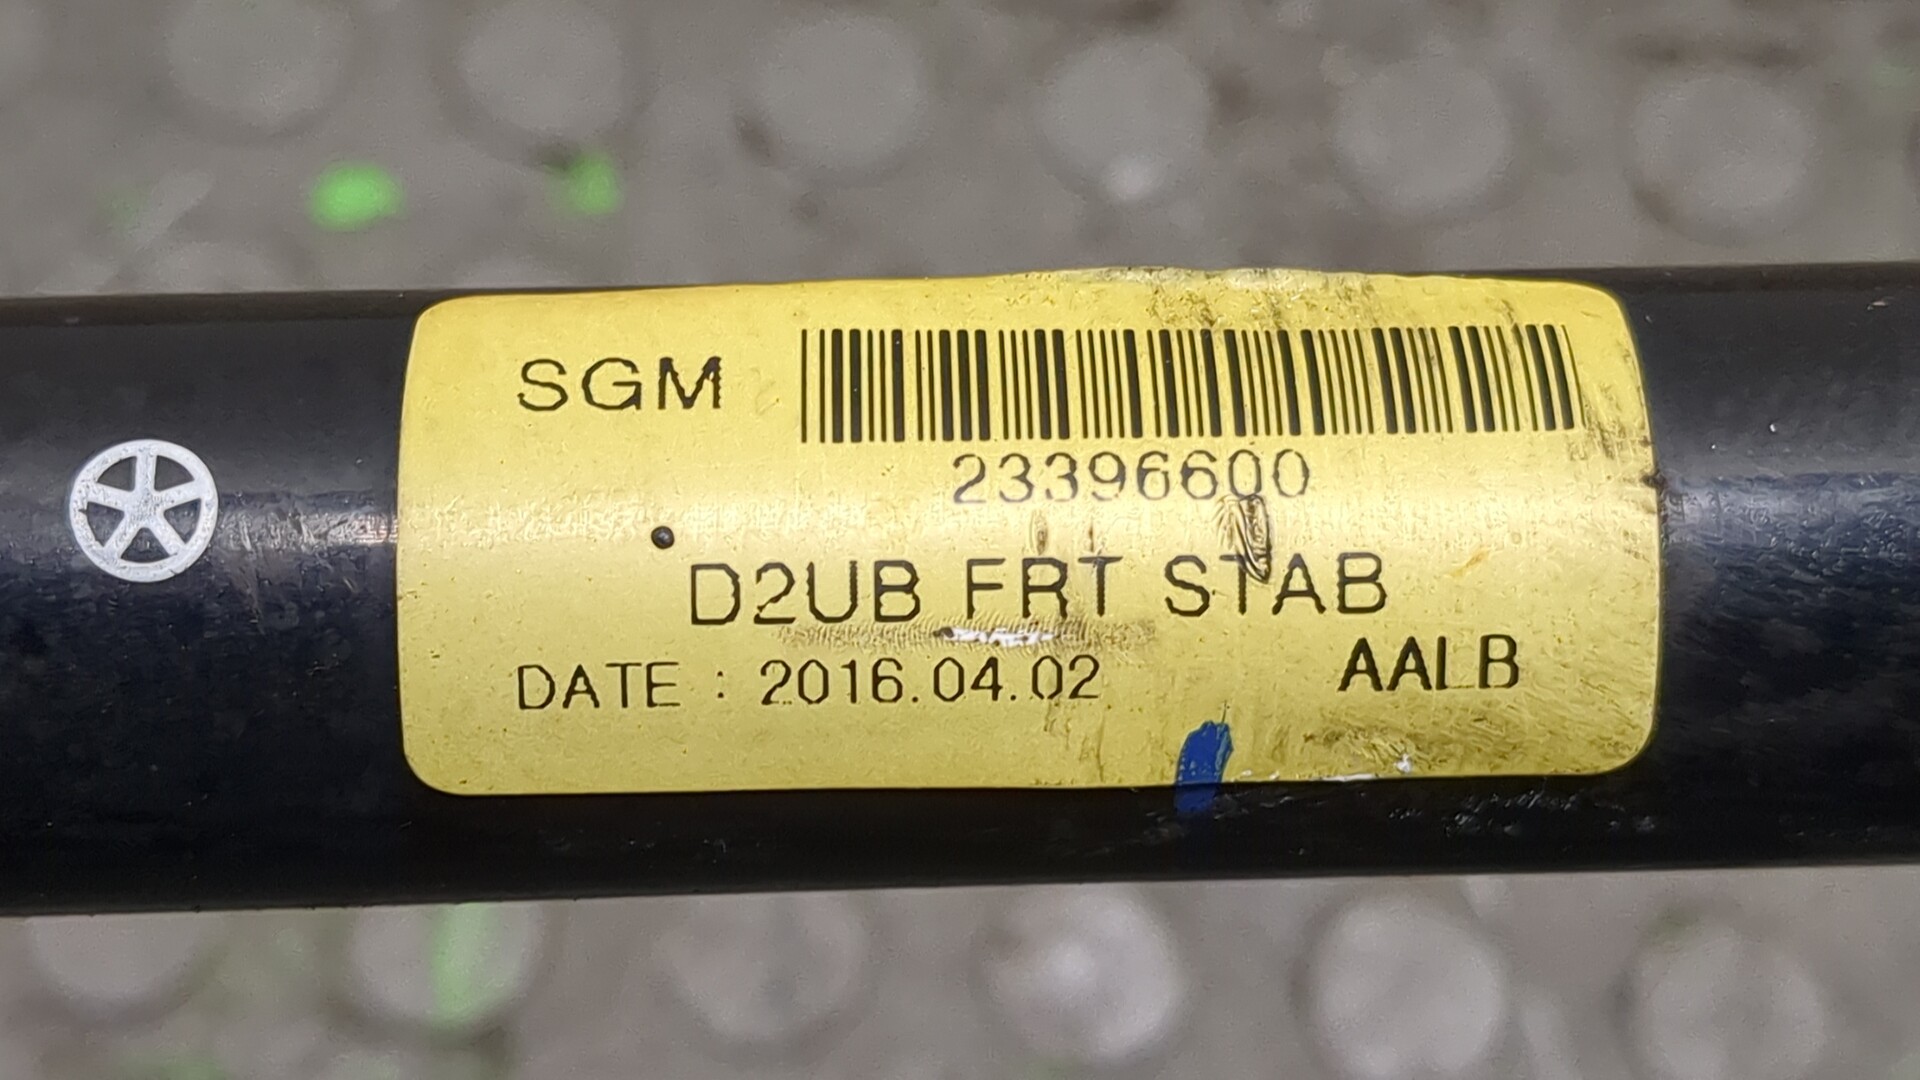 SGM
23396600
D2UB FRT STAB
DATE : 2016.04.02
AALB